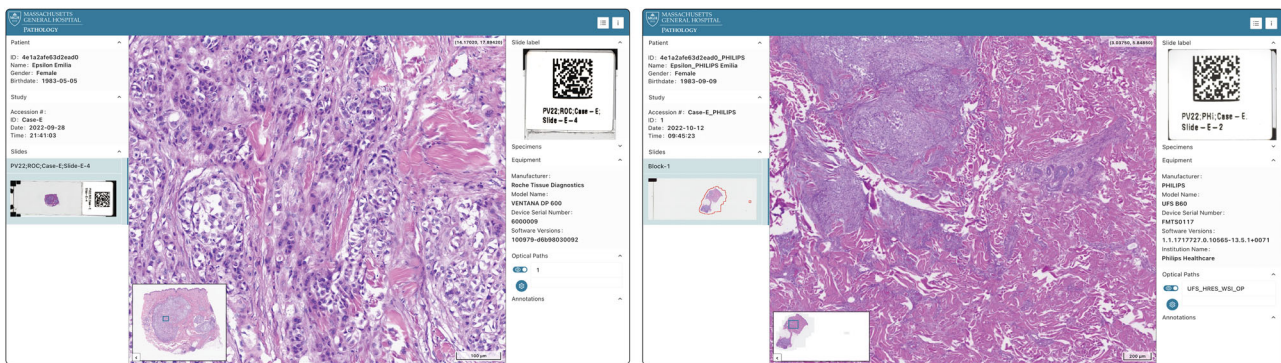 MASSACHUSETTS
GENERAL HOSPITAL
PATHOLOGY
Patient
ID: 4e1a2afe63d2ead0
Name: Epsilon Emilia
Gender: Female
Birthdate: 1983-05-05
Study
Accession #:
ID: Case-E
Date: 2022-09-28
Time: 21:41:03
Slides
PV22;ROC;Case-E;Slide-E-4
100 µm
Slide label
PV22;ROC;Case-E;
Slide-E-4
Specimens
Equipment
Manufacturer:
Roche Tissue Diagnostics
Model Name:
VENTANA DP 600
Device Serial Number:
6000009
Software Versions:
100979-d6b98030092
Optical Paths
1
Annotations
MASSACHUSETTS
GENERAL HOSPITAL
PATHOLOGY
Patient
ID: 4e1a2afe63d2ead0_PHILIPS
Name: Epsilon_PHILIPS Emilia
Gender: Female
Birthdate: 1983-09-09
Study
Accession #: Case-E_PHILIPS
ID: 1
Date: 2022-10-12
Time: 09:45:23
Slides
Block-1
200 µm
Slide label
PV22;PHI;Case-E.
Slide-E-2
Specimens
Equipment
Manufacturer:
PHILIPS
Model Name:
UFS B60
Device Serial Number:
FMTS0117
Software Versions:
1.1.1717727.0.10565-13.5.1+0071
Institution Name:
Philips Healthcare
Optical Paths
UFS_HRES_WSI_OP
Annotations